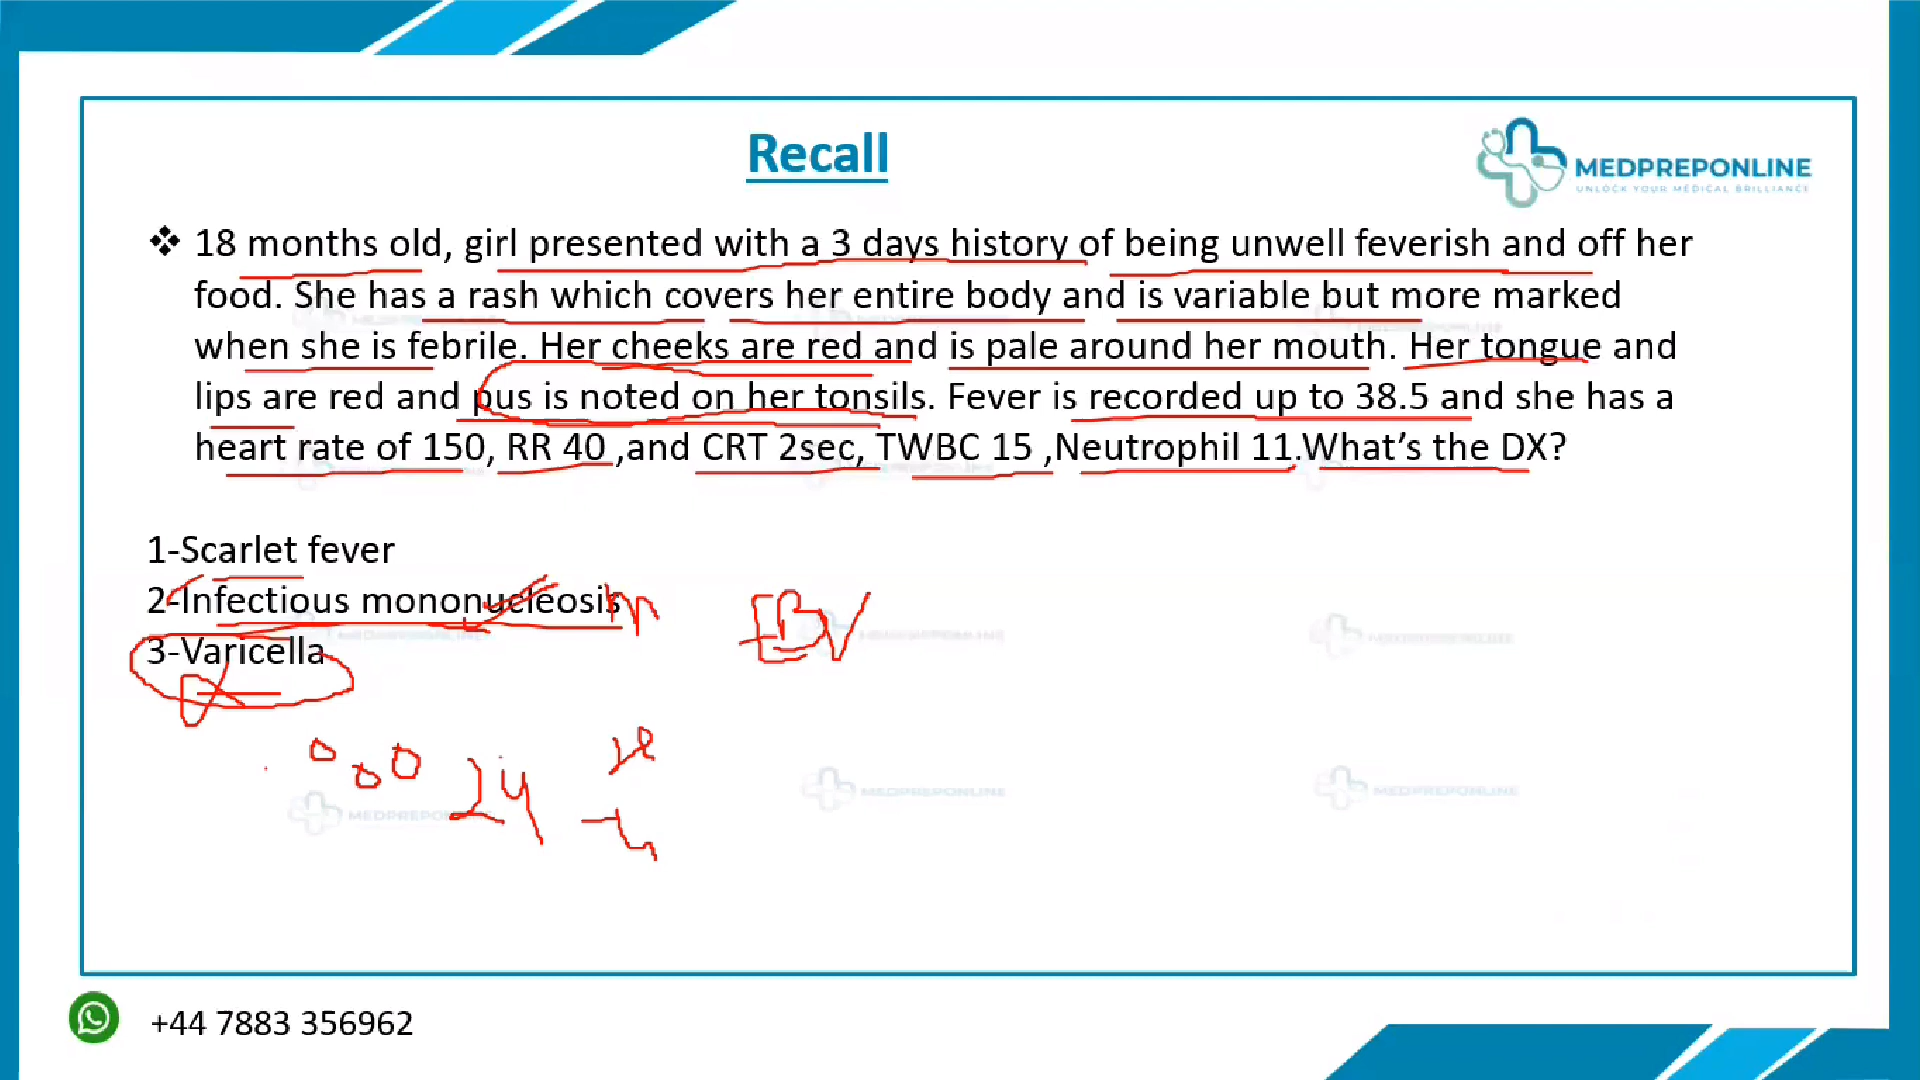 Recall
MEDPREPONLINE
UNLOCK YOUR MEDICAL BRILLIANCE
❖ 18 months old, girl presented with a 3 days history of being unwell feverish and off her
food. She has a rash which covers her entire body and is variable but more marked
when she is febrile. Her cheeks are red and is pale around her mouth. Her tongue and
lips are red and pus is noted on her tonsils. Fever is recorded up to 38.5 and she has a
heart rate of 150, RR 40 ,and CRT 2sec, TWBC 15 ,Neutrophil 11.What’s the DX?
1-Scarlet fever
2-Infectious mononucleosis
EBV
3-Varicella
MEDPREPONLINE
MEDPREPONLINE
+44 7883 356962